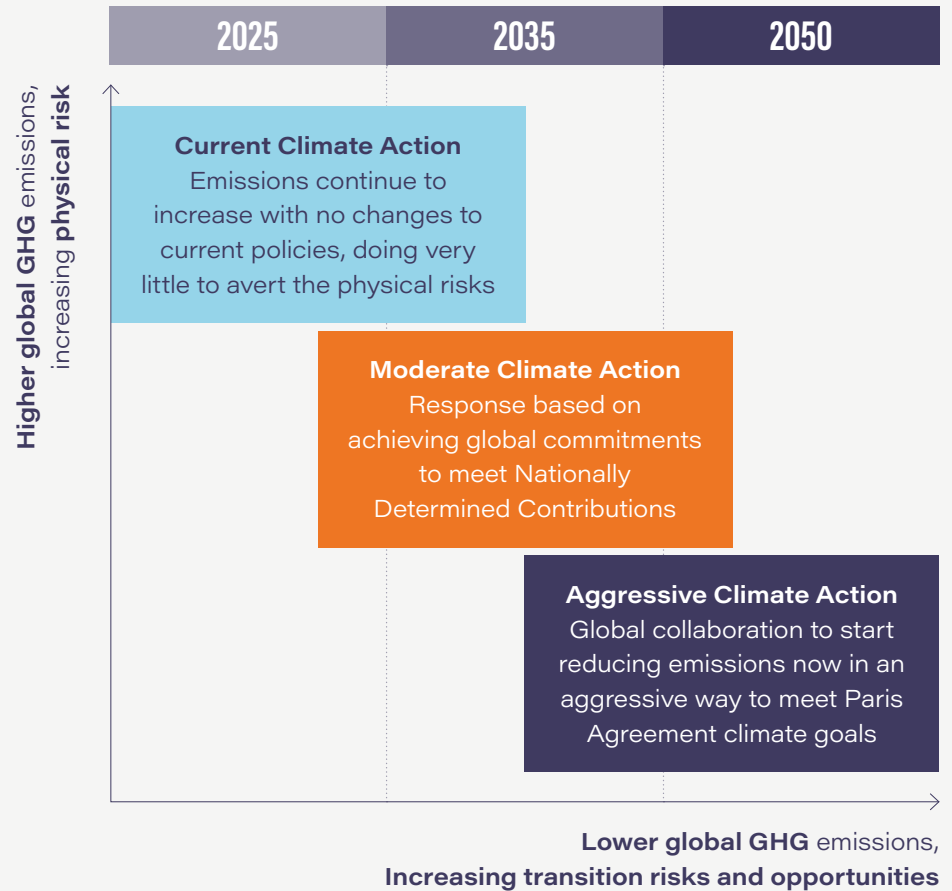 2025
2035
2050
Higher global GHG emissions,
increasing physical risk
Current Climate Action
Emissions continue to
increase with no changes to
current policies, doing very
little to avert the physical risks
Moderate Climate Action
Response based on
achieving global commitments
to meet Nationally
Determined Contributions
Aggressive Climate Action
Global collaboration to start
reducing emissions now in an
aggressive way to meet Paris
Agreement climate goals
Lower global GHG emissions,
Increasing transition risks and opportunities